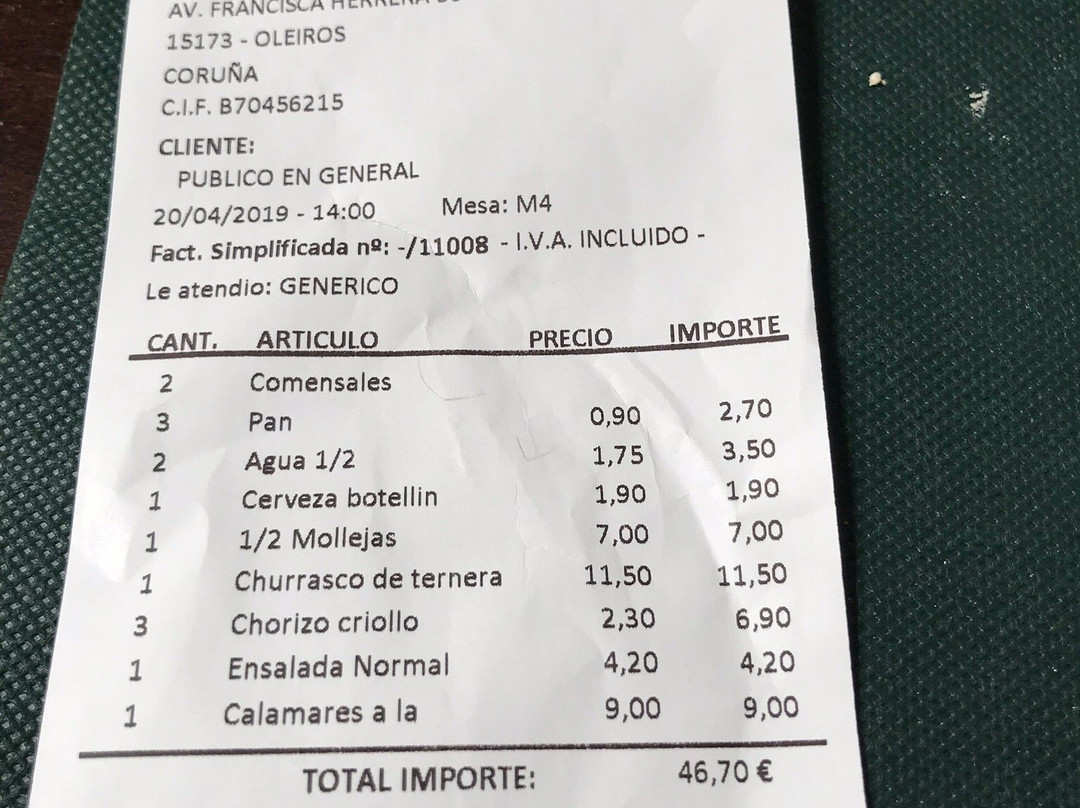 AV. FRANCISCA HERRERA
15173 - OLEIROS
CORUÑA
C.I.F. B70456215
CLIENTE:
PUBLICO EN GENERAL
20/04/2019 - 14:00 Mesa: M4
Fact. Simplificada nº: -/11008 - I.V.A. INCLUIDO -
Le atendio: GENERICO
CANT. ARTICULO PRECIO IMPORTE
2 Comensales
3 Pan 0,90 2,70
2 Agua 1/2 1,75 3,50
1 Cerveza botellin 1,90 1,90
1 1/2 Mollejas 7,00 7,00
1 Churrasco de ternera 11,50 11,50
3 Chorizo criollo 2,30 6,90
1 Ensalada Normal 4,20 4,20
1 Calamares a la 9,00 9,00
TOTAL IMPORTE: 46,70 €